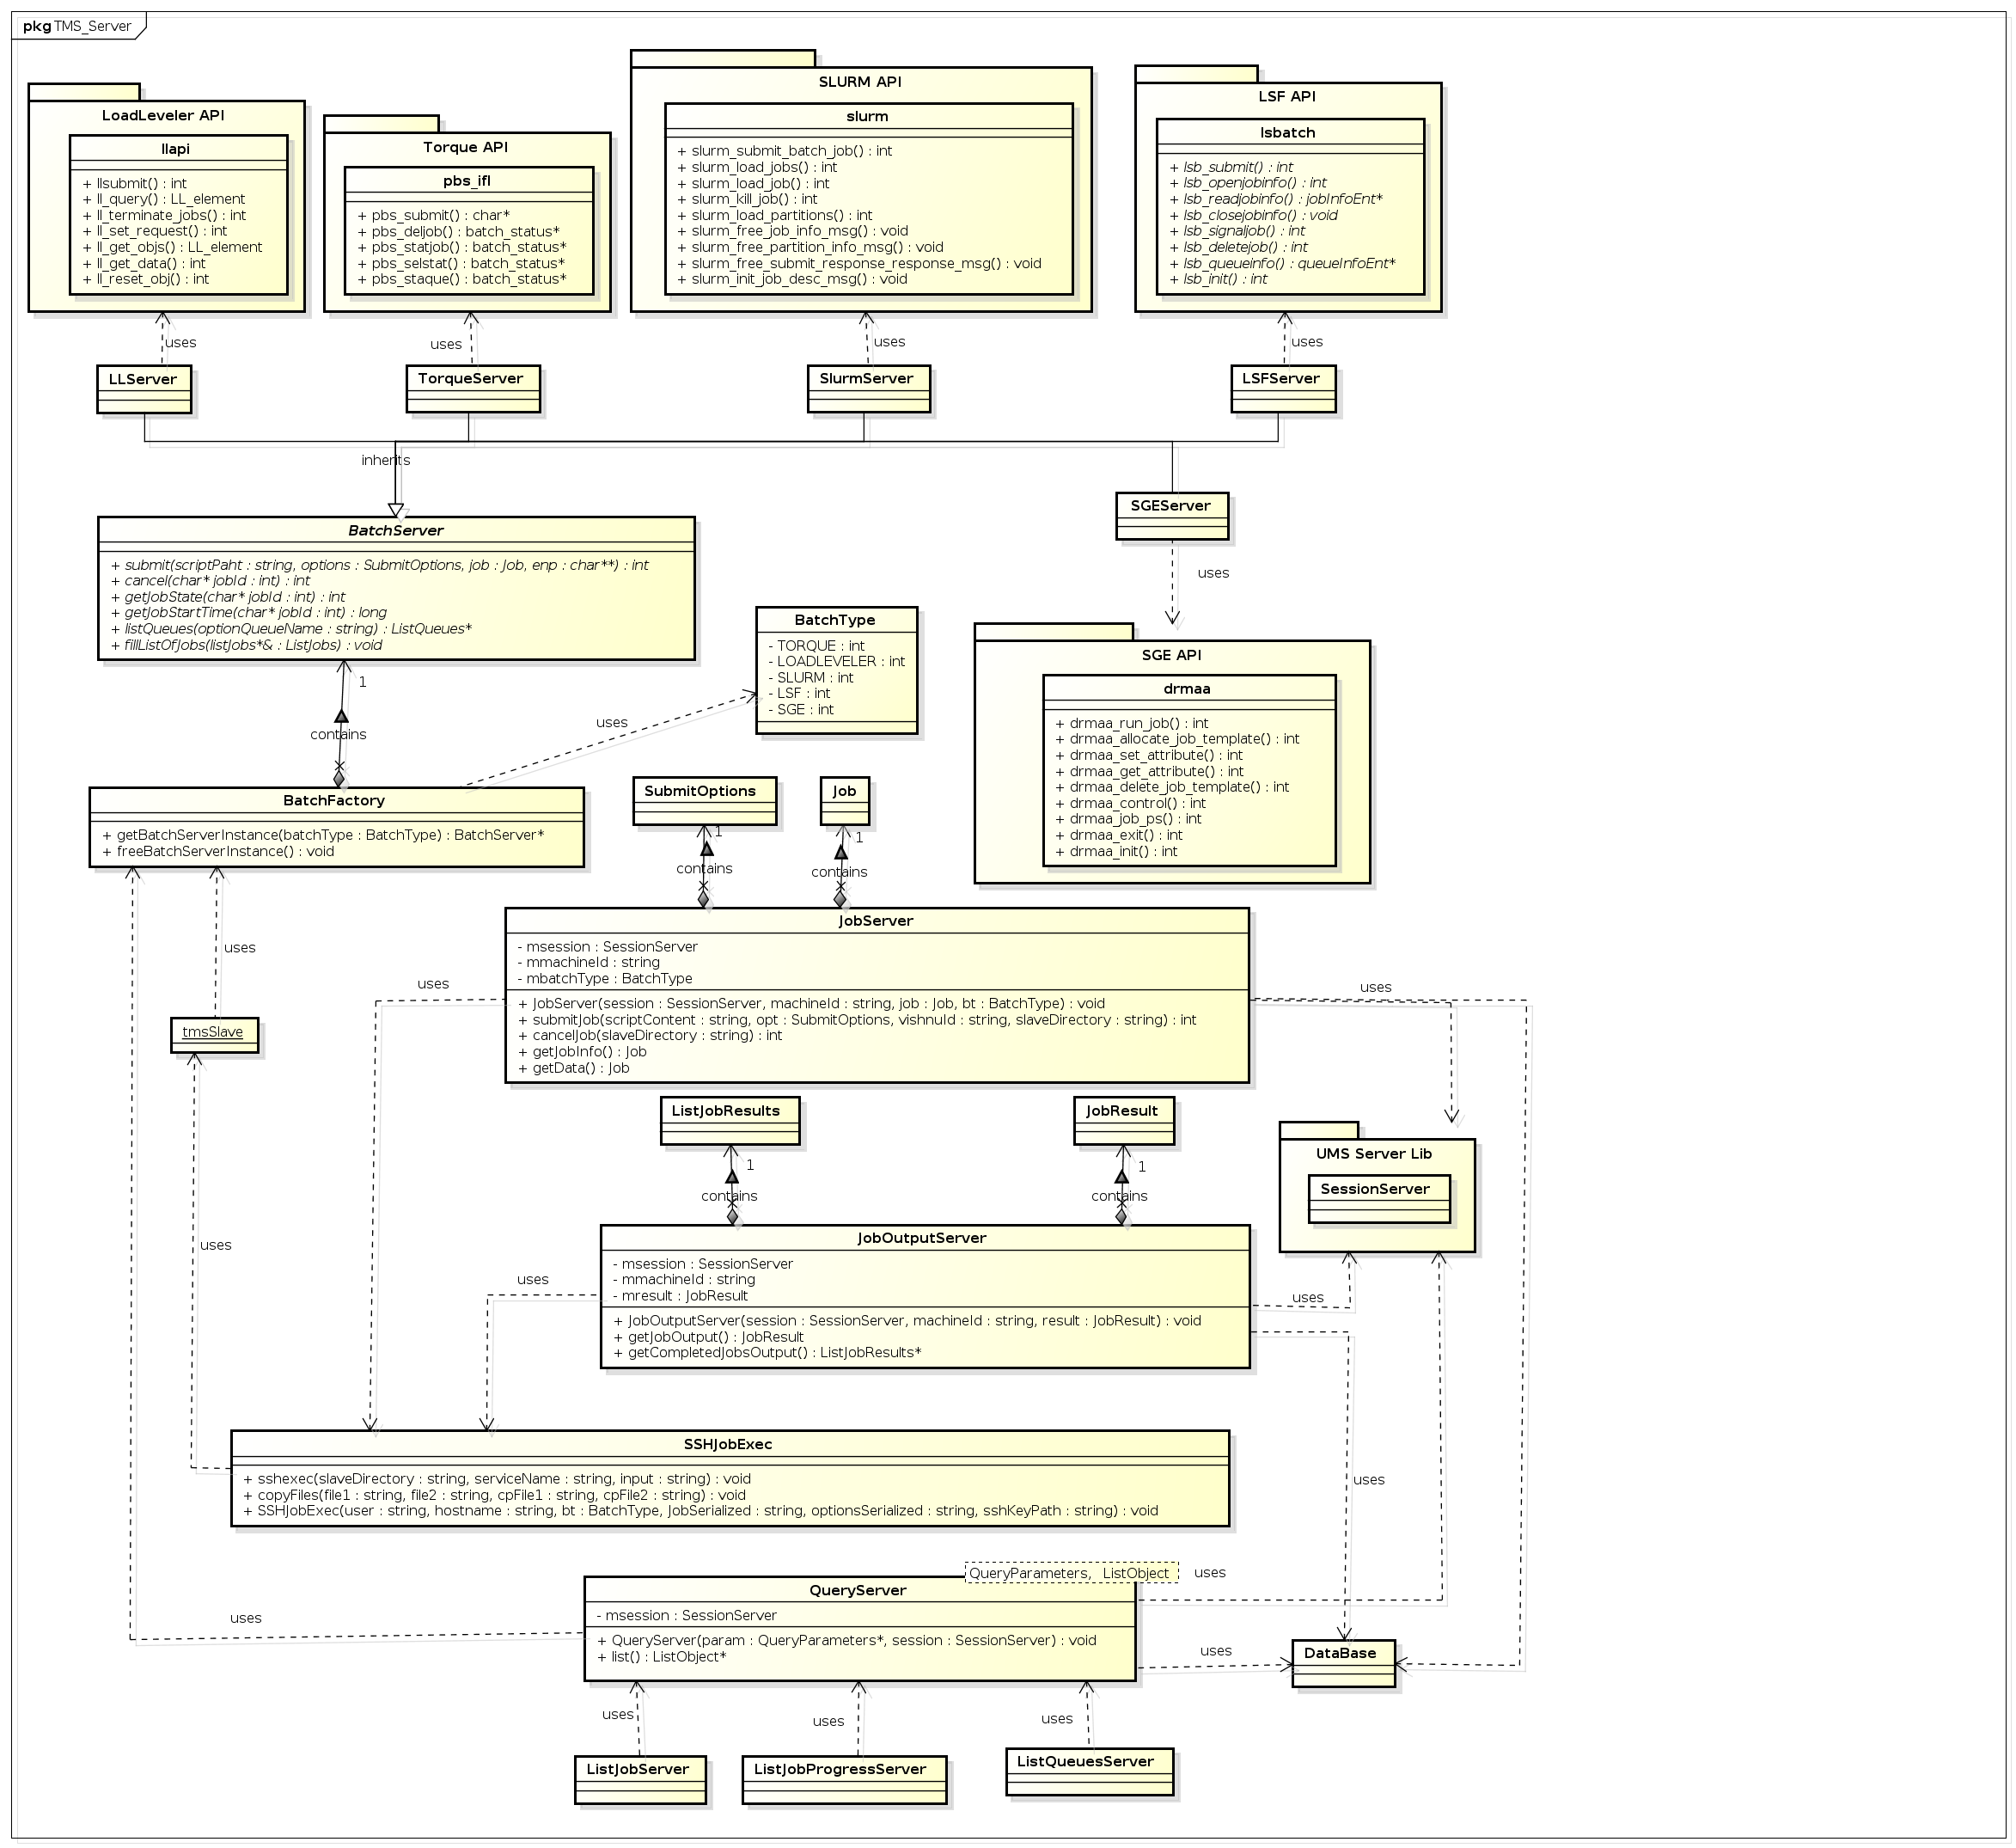 pkg TMS_Server
LoadLeveler API
llapi
+ llsubmit() : int
+ ll_query() : LL_element
+ ll_terminate_jobs() : int
+ ll_set_request() : int
+ ll_get_objs() : LL_element
+ ll_get_data() : int
+ ll_reset_obj() : int
Torque API
pbs_ifl
+ pbs_submit() : char*
+ pbs_deljob() : batch_status*
+ pbs_statjob() : batch_status*
+ pbs_selstat() : batch_status*
+ pbs_staque() : batch_status*
SLURM API
slurm
+ slurm_submit_batch_job() : int
+ slurm_load_jobs() : int
+ slurm_load_job() : int
+ slurm_kill_job() : int
+ slurm_load_partitions() : int
+ slurm_free_job_info_msg() : void
+ slurm_free_partition_info_msg() : void
+ slurm_free_submit_response_response_msg() : void
+ slurm_init_job_desc_msg() : void
LSF API
lsbatch
+ lsb_submit() : int
+ lsb_openjobinfo() : int
+ lsb_readjobinfo() : jobInfoEnt*
+ lsb_closejobinfo() : void
+ lsb_signaljob() : int
+ lsb_deletejob() : int
+ lsb_queueinfo() : queueInfoEnt*
+ lsb_init() : int
uses
uses
uses
uses
LLServer
TorqueServer
SlurmServer
LSFServer
inherits
SGEServer
uses
BatchServer
+ submit(scriptPaht : string, options : SubmitOptions, job : Job, enp : char**) : int
+ cancel(char* jobId : int) : int
+ getJobState(char* jobId : int) : int
+ getJobStartTime(char* jobId : int) : long
+ listQueues(optionQueueName : string) : ListQueues*
+ fillListOfJobs(listJobs*& : ListJobs) : void
BatchType
- TORQUE : int
- LOADLEVELER : int
- SLURM : int
- LSF : int
- SGE : int
SGE API
drmaa
+ drmaa_run_job() : int
+ drmaa_allocate_job_template() : int
+ drmaa_set_attribute() : int
+ drmaa_get_attribute() : int
+ drmaa_delete_job_template() : int
+ drmaa_control() : int
+ drmaa_job_ps() : int
+ drmaa_exit() : int
+ drmaa_init() : int
1
contains
uses
BatchFactory
+ getBatchServerInstance(batchType : BatchType) : BatchServer*
+ freeBatchServerInstance() : void
SubmitOptions
Job
1
contains
1
contains
uses
JobServer
- msession : SessionServer
- mmachineId : string
- mbatchType : BatchType
+ JobServer(session : SessionServer, machineId : string, job : Job, bt : BatchType) : void
+ submitJob(scriptContent : string, opt : SubmitOptions, vishnuId : string, slaveDirectory : string) : int
+ cancelJob(slaveDirectory : string) : int
+ getJobInfo() : Job
+ getData() : Job
uses
uses
tmsSlave
ListJobResults
JobResult
1
contains
1
contains
UMS Server Lib
SessionServer
uses
JobOutputServer
- msession : SessionServer
- mmachineId : string
- mresult : JobResult
+ JobOutputServer(session : SessionServer, machineId : string, result : JobResult) : void
+ getJobOutput() : JobResult
+ getCompletedJobsOutput() : ListJobResults*
uses
uses
uses
SSHJobExec
+ sshexec(slaveDirectory : string, serviceName : string, input : string) : void
+ copyFiles(file1 : string, file2 : string, cpFile1 : string, cpFile2 : string) : void
+ SSHJobExec(user : string, hostname : string, bt : BatchType, JobSerialized : string, optionsSerialized : string, sshKeyPath : string) : void
QueryParameters, ListObject
uses
QueryServer
- msession : SessionServer
+ QueryServer(param : QueryParameters*, session : SessionServer) : void
+ list() : ListObject*
uses
uses
DataBase
uses
uses
uses
ListJobServer
ListJobProgressServer
ListQueuesServer